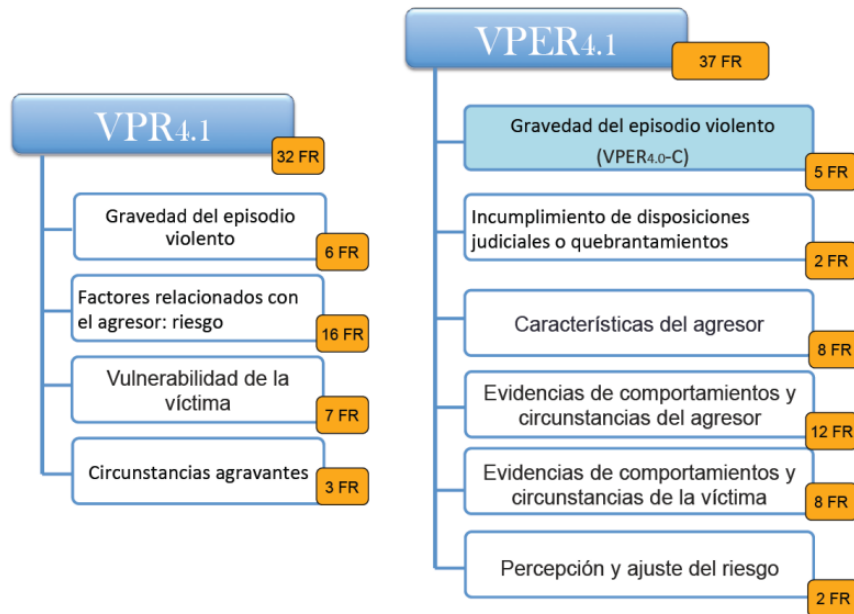 VPR4.1
32 FR
Gravedad del episodio
violento
6 FR
Factores relacionados con
el agresor: riesgo
16 FR
Vulnerabilidad de la
víctima
7 FR
Circunstancias agravantes
3 FR
VPER4.1
37 FR
Gravedad del episodio violento
(VPER4.0-C)
5 FR
Incumplimiento de disposiciones
judiciales o quebrantamientos
2 FR
Características del agresor
8 FR
Evidencias de comportamientos y
circunstancias del agresor
12 FR
Evidencias de comportamientos y
circunstancias de la víctima
8 FR
Percepción y ajuste del riesgo
2 FR